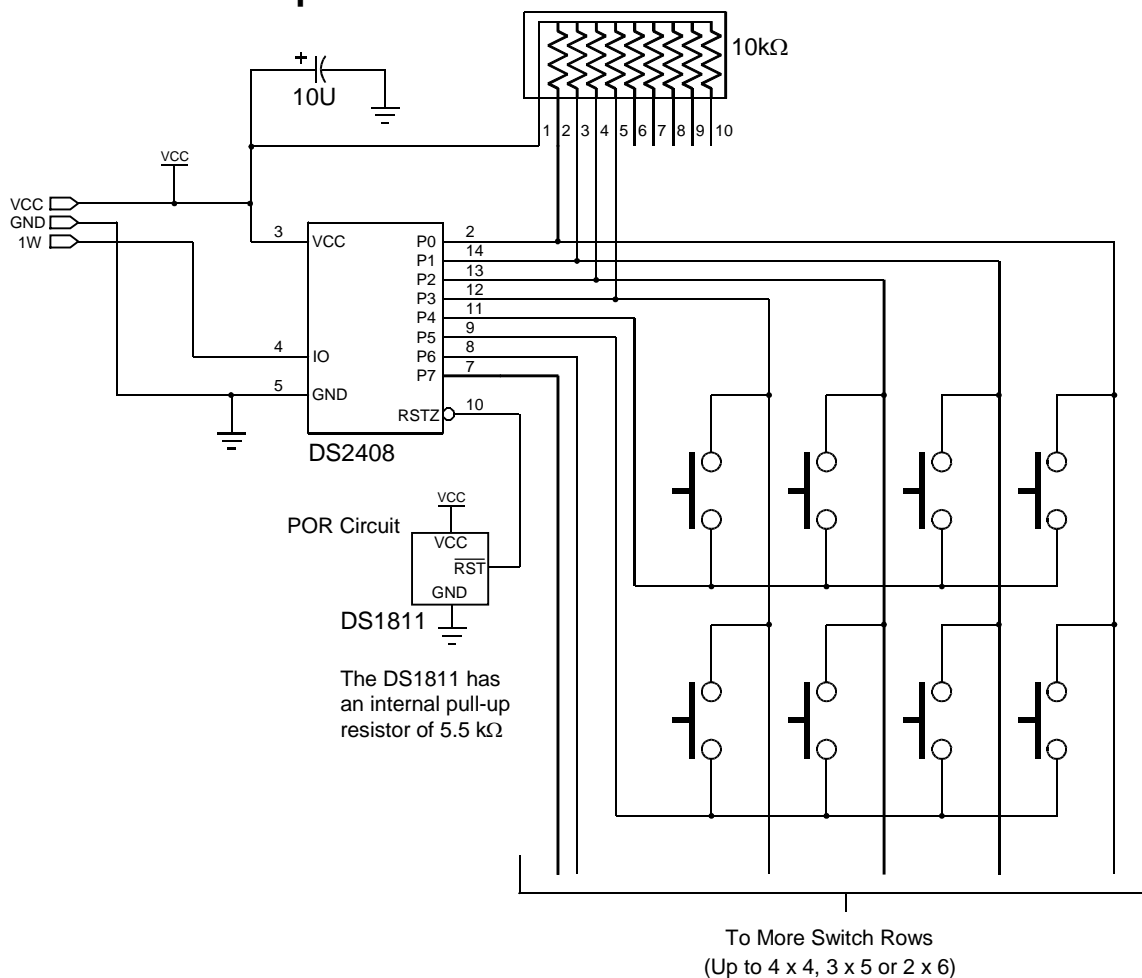 10kΩ
+
10U
1 2 3 4 5 6 7 8 9 10
VCC
VCC
GND
1W
3 VCC P0 2
P1 14
P2 13
P3 12
P4 11
P5 9
4 IO P6 8
P7 7
5 GND
RSTZ 10
DS2408
VCC
POR Circuit
VCC
RST
GND
DS1811
The DS1811 has
an internal pull-up
resistor of 5.5 kΩ
To More Switch Rows
(Up to 4 x 4, 3 x 5 or 2 x 6)